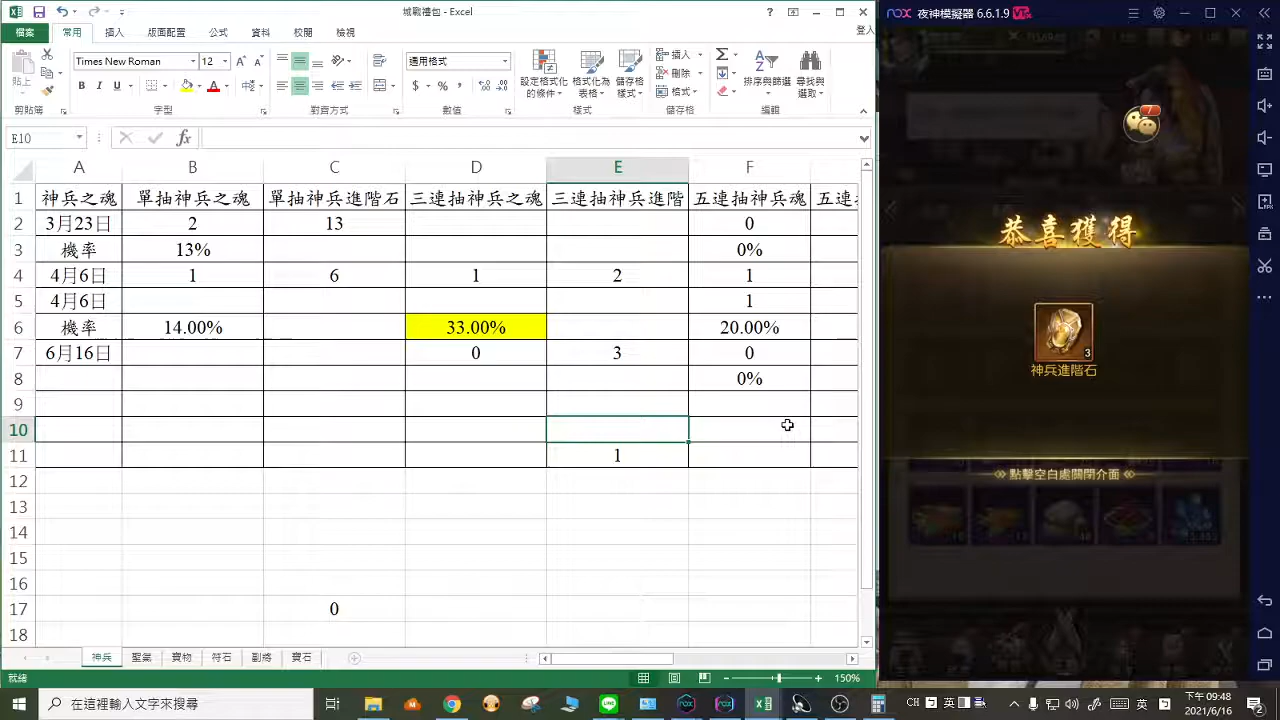 城戰禮包 - Excel
夜神模擬器 6.6.1.9
檔案 常用 插入 版面配置 公式 資料 校閱 檢視 登入
Times New Roman 12 通用格式
貼上
B I U
設定格式化的條件
格式化為表格
儲存格樣式
插入
刪除
格式
排序與篩選
尋找與選取
剪貼簿 字型 對齊方式 數值 樣式 儲存格 編輯
E10
A B C D E F
1 神兵之魂 單抽神兵之魂 單抽神兵進階石 三連抽神兵之魂 三連抽神兵進階 五連抽神兵魂
2 3月23日 2 13 0
3 機率 13% 0%
4 4月6日 1 6 1 2 1
5 4月6日 1
6 機率 14.00% 33.00% 20.00%
7 6月16日 0 3 0
8 0%
9
10
11 1
12
13
14
15
16
17 0
18
神兵 聖獸 寶物 符石 副將 寶石
就緒 150%
恭喜獲得
3
神兵進階石
點擊空白處關閉介面
在這裡輸入文字來搜尋
英
下午 09:48
2021/6/16